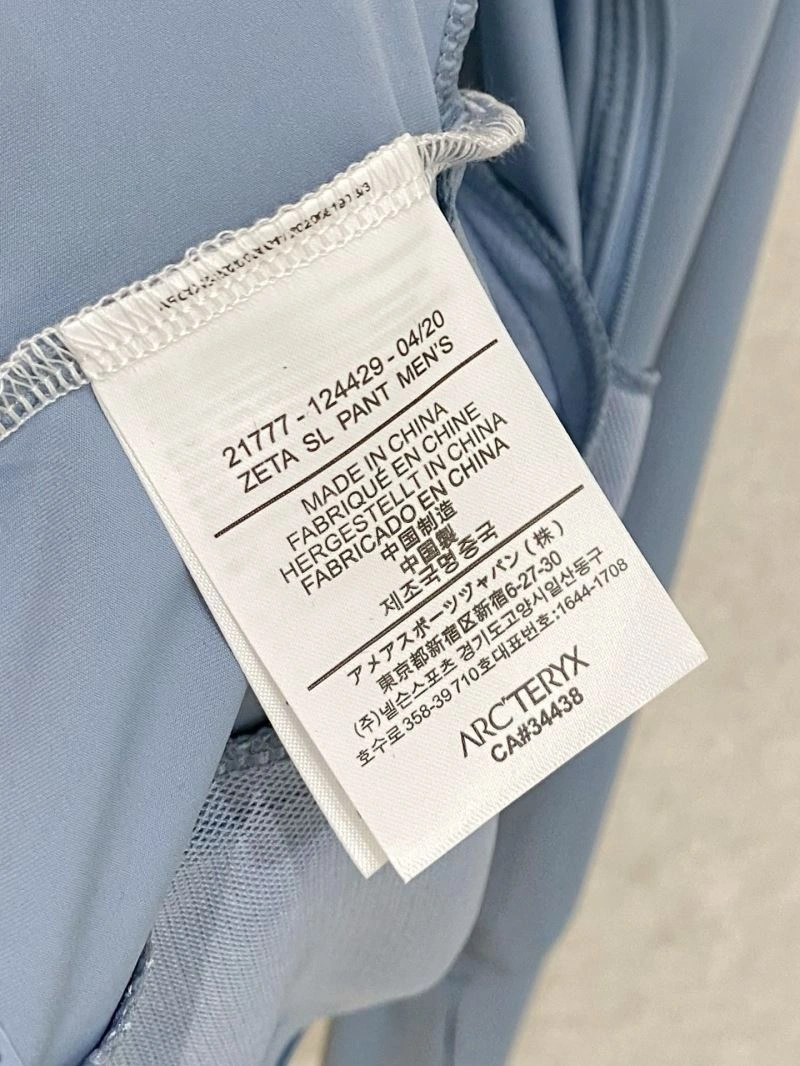 21777 - 124429 - 04/20
ZETA SL PANT MEN'S
MADE IN CHINA
FABRIQUÉ EN CHINE
HERGESTELLT IN CHINA
FABRICADO EN CHINA
中国制造
中国製
제조국명 중국
アメアスポーツジャパン (株)
東京都新宿区新宿6-27-30
(주)넬슨스포츠 경기도고양시일산동구
호수로 358-39 710호대표번호:1644-1708
ARC'TERYX
CA#34438